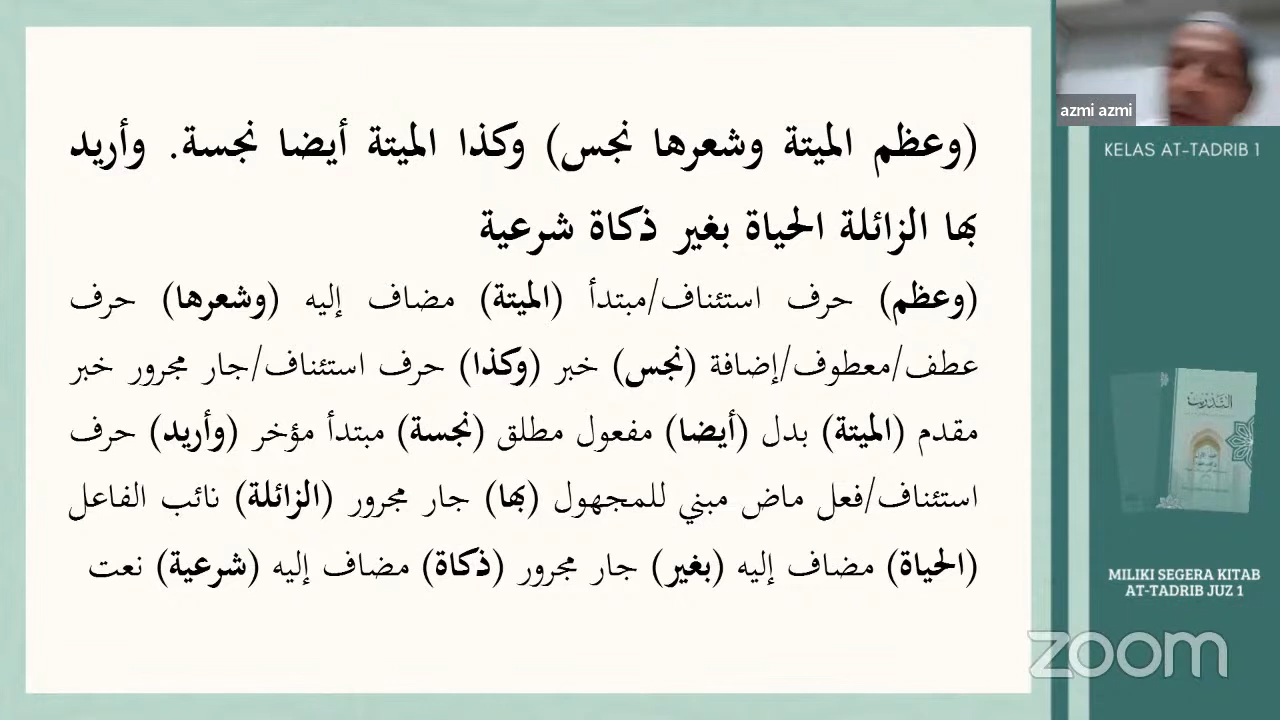 (وعظم الميتة وشعرها نجس) وكذا الميتة أيضا نجسة. وأريد
بها الزائلة الحياة بغير ذكاة شرعية
(وعظم) حرف استئناف/مبتدأ (الميتة) مضاف إليه (وشعرها) حرف
عطف/معطوف/إضافة (نجس) خبر (وكذا) حرف استئناف/جار مجرور خبر
مقدم (الميتة) بدل (أيضا) مفعول مطلق (نجسة) مبتدأ مؤخر (وأريد) حرف
استئناف/فعل ماض مبني للمجهول (بها) جار مجرور (الزائلة) نائب الفاعل
(الحياة) مضاف إليه (بغير) جار مجرور (ذكاة) مضاف إليه (شرعية) نعت
azmi azmi
KELAS AT-TADRIB 1
التدريب
MILIKI SEGERA KITAB
AT-TADRIB JUZ 1
zoom